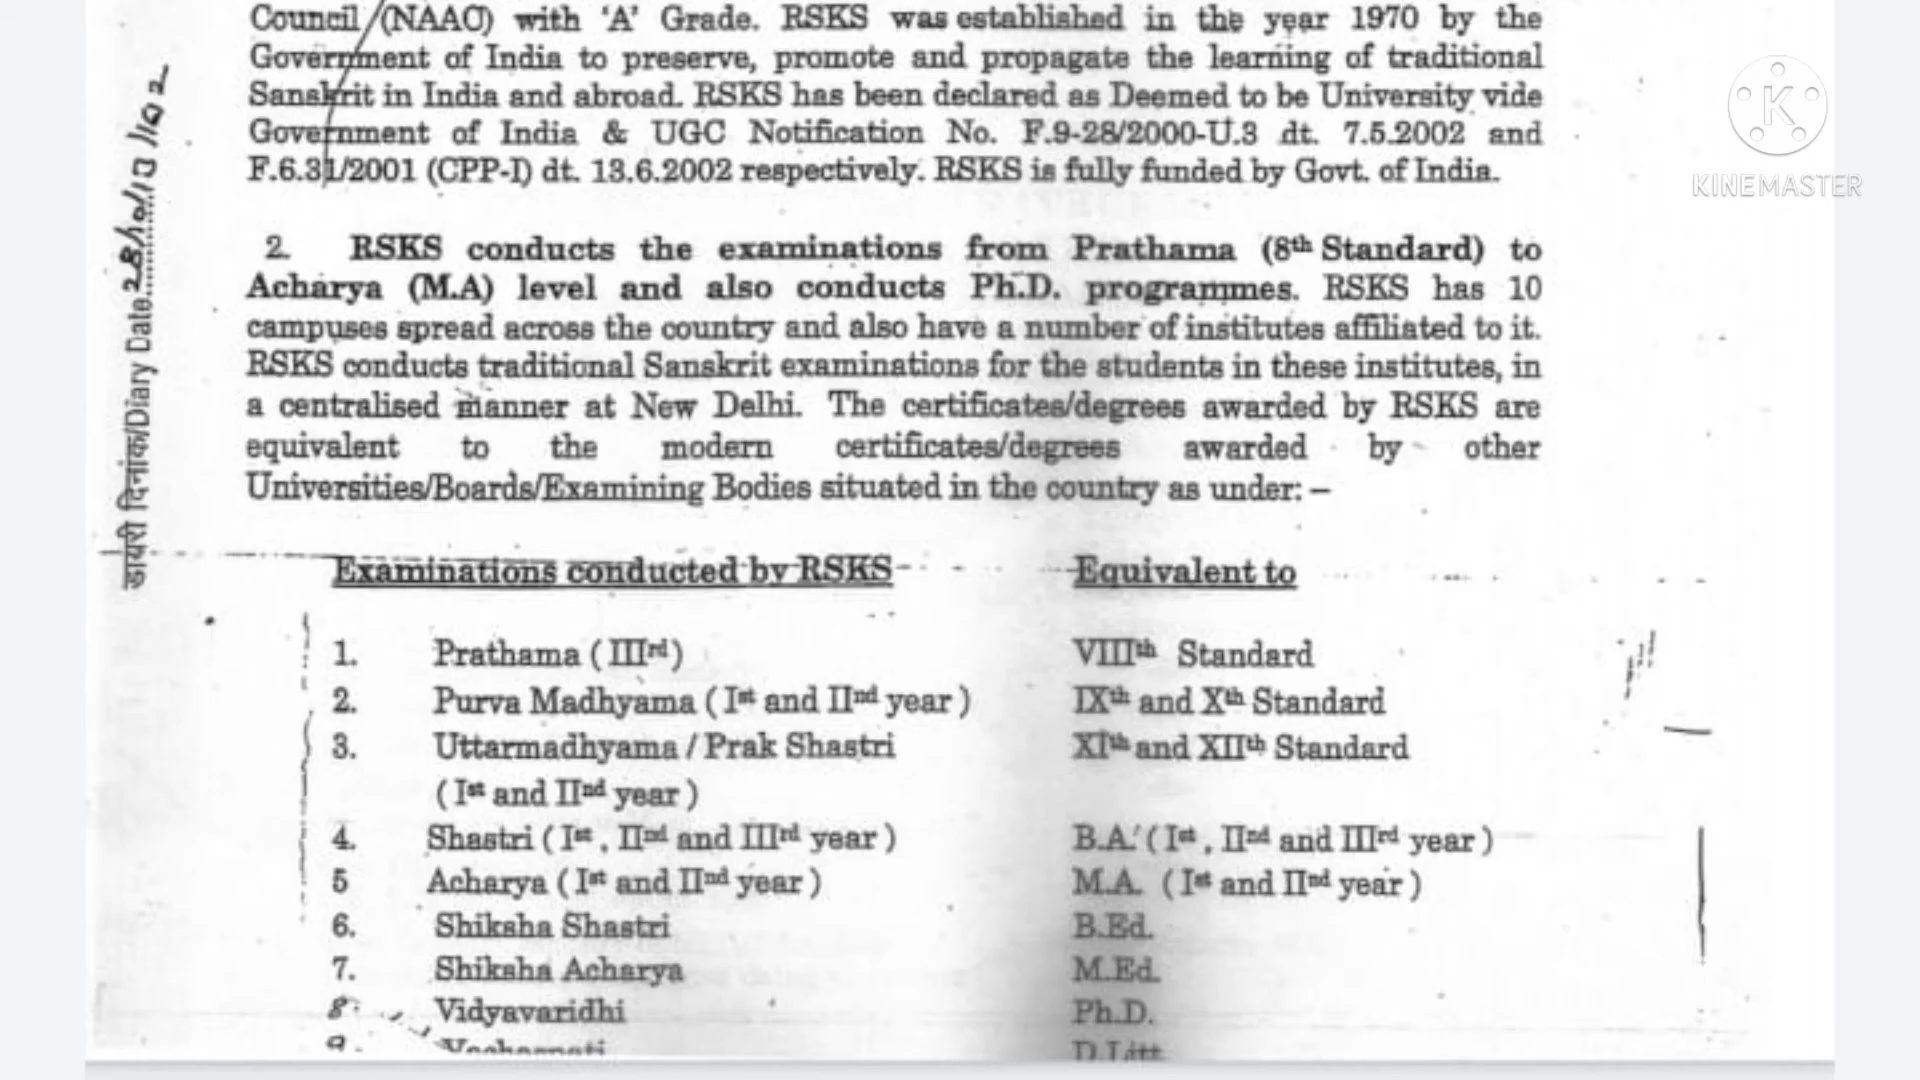 Council (NAAC) with ‘A’ Grade. RSKS was established in the year 1970 by the
Government of India to preserve, promote and propagate the learning of traditional
Sanskrit in India and abroad. RSKS has been declared as Deemed to be University vide
Government of India & UGC Notification No. F.9-28/2000-U.3 dt. 7.5.2002 and
F.6.31/2001 (CPP-I) dt. 13.6.2002 respectively. RSKS is fully funded by Govt. of India.
2. RSKS conducts the examinations from Prathama (8th Standard) to
Acharya (M.A) level and also conducts Ph.D. programmes. RSKS has 10
campuses spread across the country and also have a number of institutes affiliated to it.
RSKS conducts traditional Sanskrit examinations for the students in these institutes, in
a centralised manner at New Delhi. The certificates/degrees awarded by RSKS are
equivalent to the modern certificates/degrees awarded by other
Universities/Boards/Examining Bodies situated in the country as under: –
Examinations conducted by RSKS Equivalent to
1. Prathama ( IIIrd) VIIIth Standard
2. Purva Madhyama ( Ist and IInd year ) IXth and Xth Standard
3. Uttarmadhyama / Prak Shastri XIth and XIIth Standard
( Ist and IInd year )
4. Shastri ( Ist , IInd and IIIrd year ) B.A. ( Ist , IInd and IIIrd year )
5 Acharya ( Ist and IInd year ) M.A. ( Ist and IInd year )
6. Shiksha Shastri B.Ed.
7. Shiksha Acharya M.Ed.
8. Vidyavaridhi Ph.D.
9. Vachaspati D.Litt.
डायरी दिनांक/Diary Date
KINEMASTER